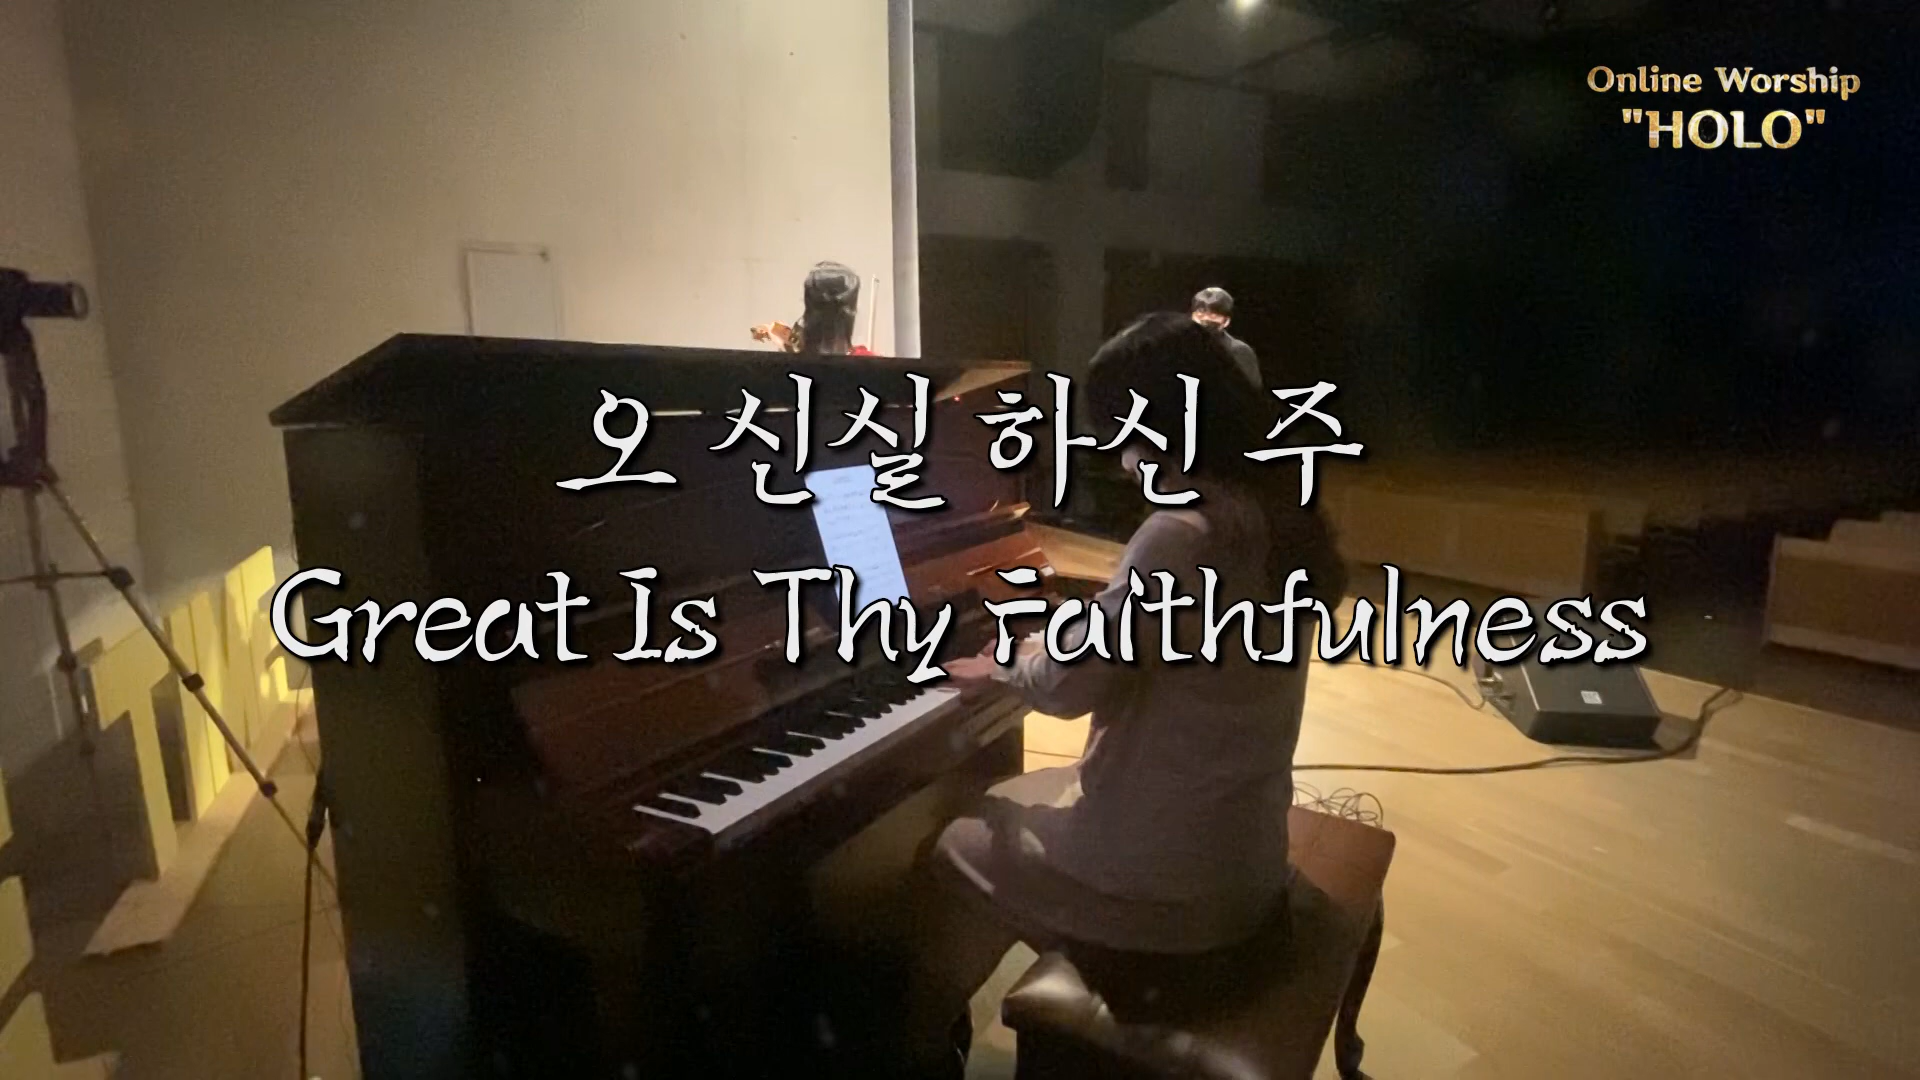 Online Worship
"HOLO"
오 신실 하신 주
Great Is Thy Faithfulness